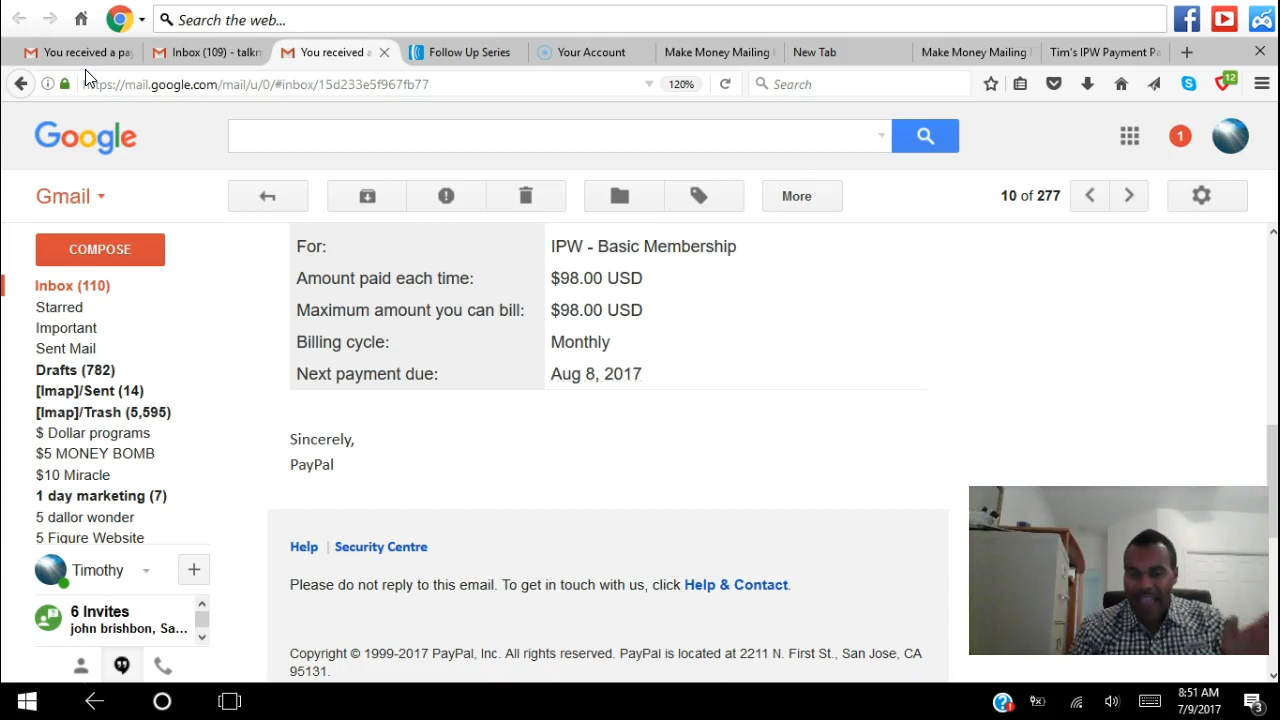 Search the web...
You received a pa
Inbox (109) - talkm
You received a
Follow Up Series
Your Account
Make Money Mailing
New Tab
Make Money Mailing
Tim's IPW Payment Pa
ttps://mail.google.com/mail/u/0/#inbox/15d233e5f967fb77
120%
Search
12
Google
1
Gmail
More
10 of 277
COMPOSE
Inbox (110)
Starred
Important
Sent Mail
Drafts (782)
[Imap]/Sent (14)
[Imap]/Trash (5,595)
$ Dollar programs
$5 MONEY BOMB
$10 Miracle
1 day marketing (7)
5 dallor wonder
5 Figure Website
Timothy
6 Invites
john brishbon, Sa...
For: IPW - Basic Membership
Amount paid each time: $98.00 USD
Maximum amount you can bill: $98.00 USD
Billing cycle: Monthly
Next payment due: Aug 8, 2017
Sincerely,
PayPal
Help | Security Centre
Please do not reply to this email. To get in touch with us, click Help & Contact.
Copyright © 1999-2017 PayPal, Inc. All rights reserved. PayPal is located at 2211 N. First St., San Jose, CA
95131.
8:51 AM
7/9/2017
3